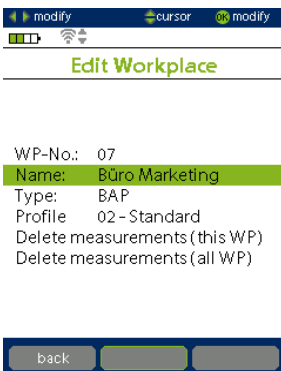 modify cursor OK modify
Edit Workplace
WP-No.: 07
Name: Büro Marketing
Type: BAP
Profile 02-Standard
Delete measurements (this WP)
Delete measurements (all WP)
back